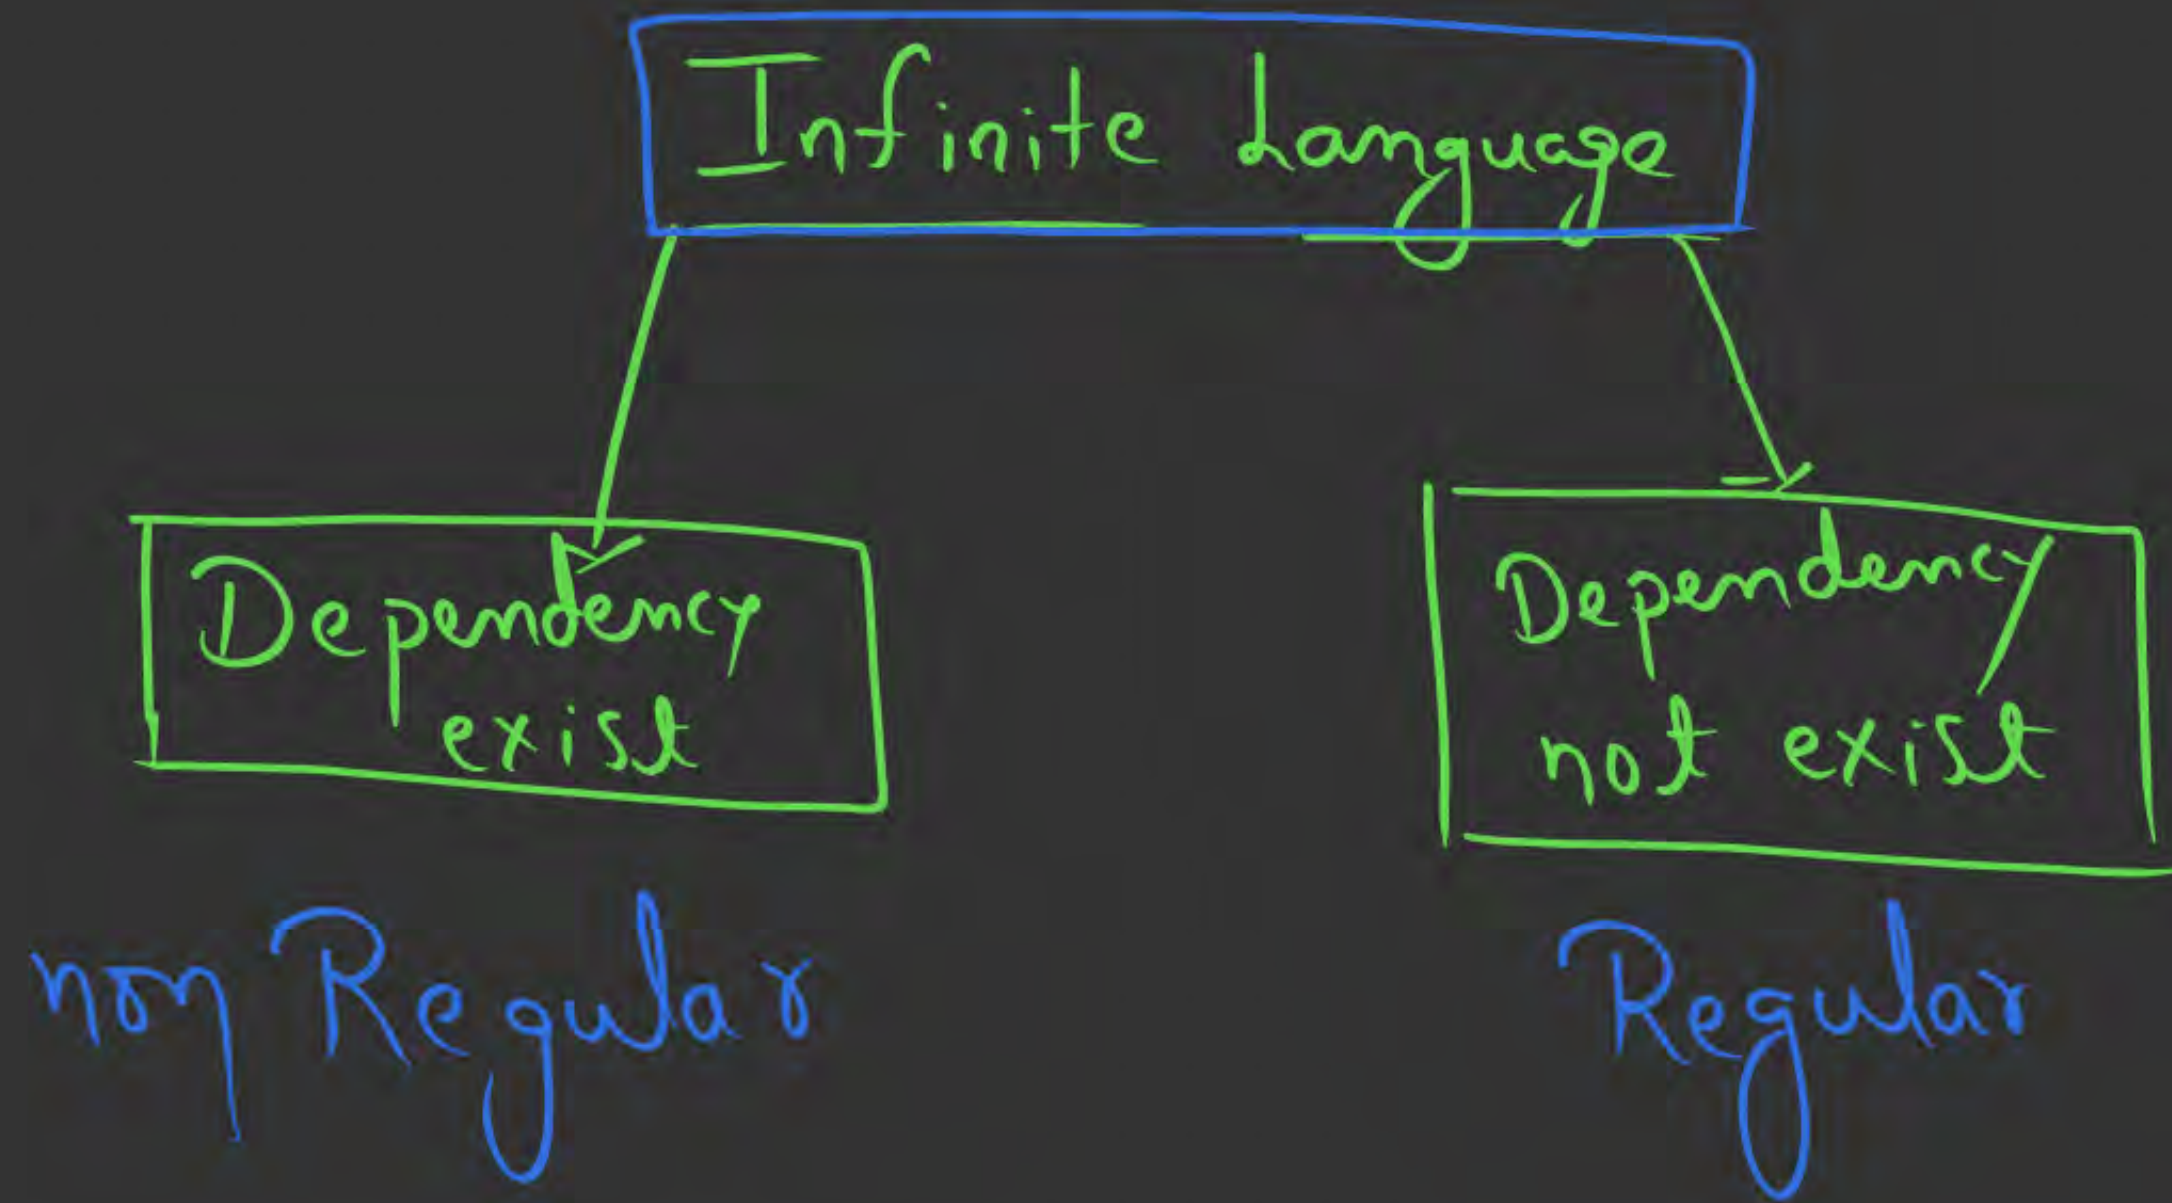 Infinite Language
Dependency
exist
Dependency
not exist
non Regular
Regular